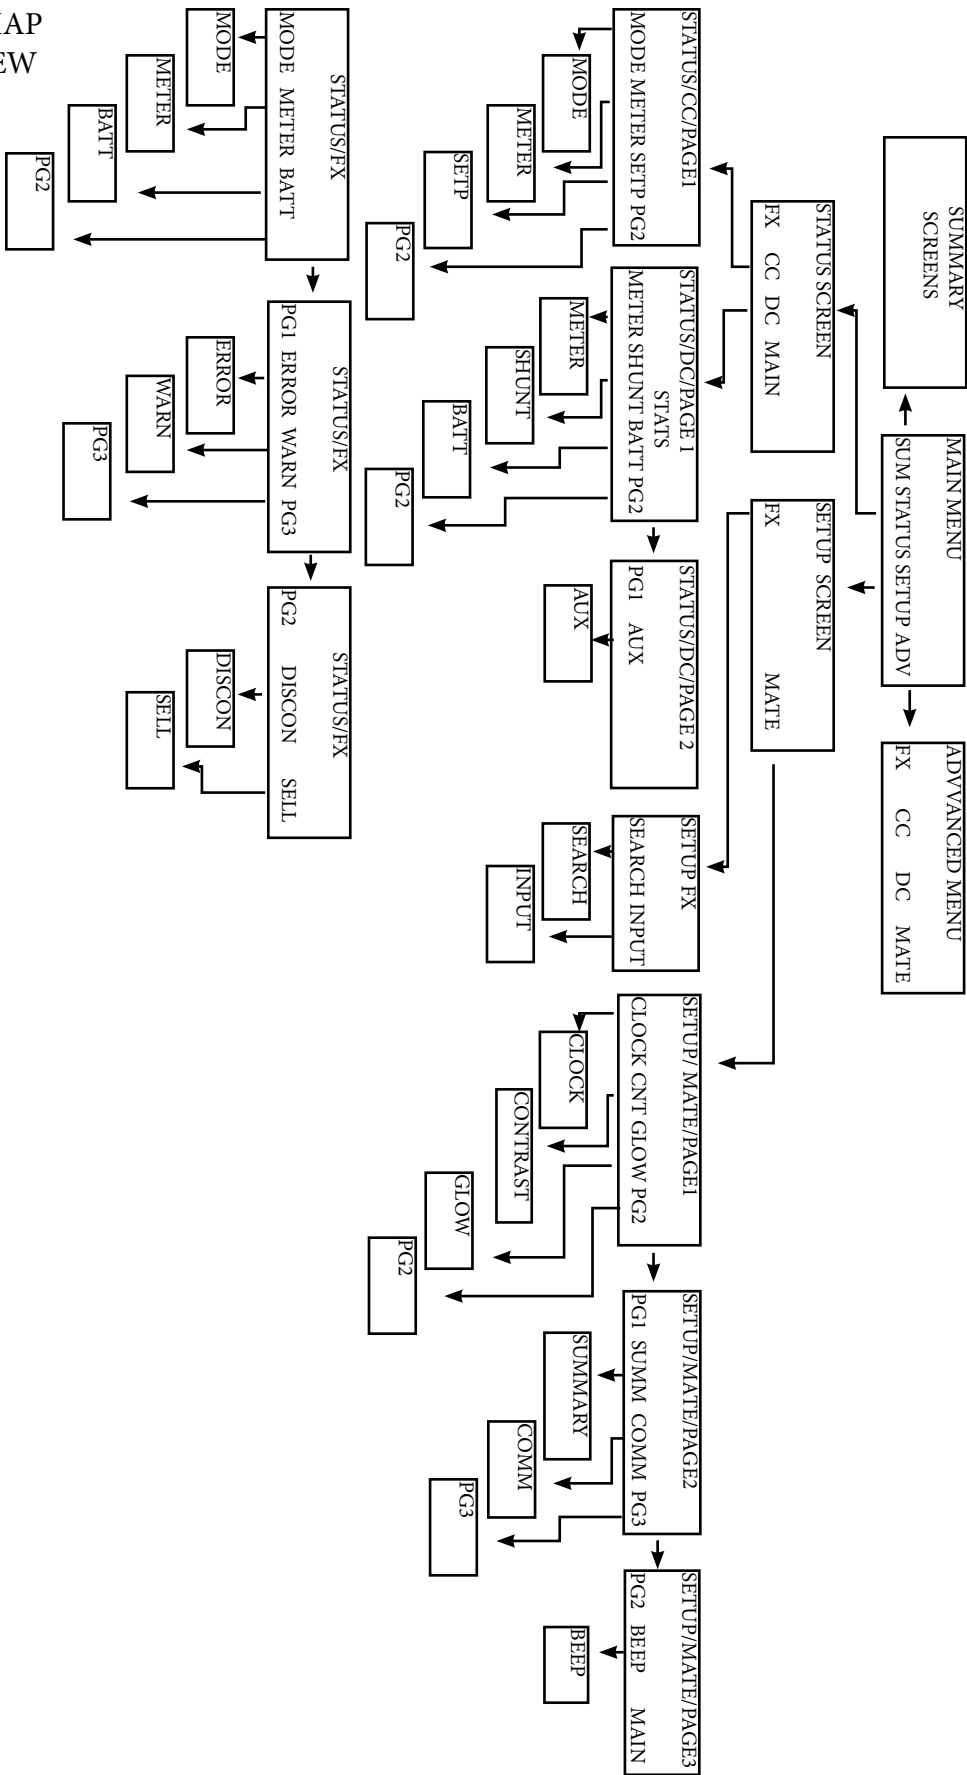 MAP
EW
SUMMARY
SCREENS
MAIN MENU
SUM STATUS SETUP ADV
ADVVANCED MENU
FX CC DC MATE
STATUS SCREEN
FX CC DC MAIN
SETUP SCREEN
FX MATE
STATUS/CC/PAGE1
MODE METER SETP PG2
MODE
METER
SETP
PG2
STATUS/DC/PAGE 1
STATS
METER SHUNT BATT PG2
METER
SHUNT
BATT
PG2
STATUS/DC/PAGE 2
PG1 AUX
AUX
SETUP FX
SEARCH INPUT
SEARCH
INPUT
SETUP/ MATE/PAGE1
CLOCK CNT GLOW PG2
CLOCK
CONTRAST
GLOW
PG2
SETUP/MATE/PAGE2
PG1 SUMM COMM PG3
SUMMARY
COMM
PG3
SETUP/MATE/PAGE3
PG2 BEEP MAIN
BEEP
STATUS/FX
MODE METER BATT
MODE
METER
BATT
PG2
STATUS/FX
PG1 ERROR WARN PG3
ERROR
WARN
PG3
STATUS/FX
PG2 DISCON SELL
DISCON
SELL